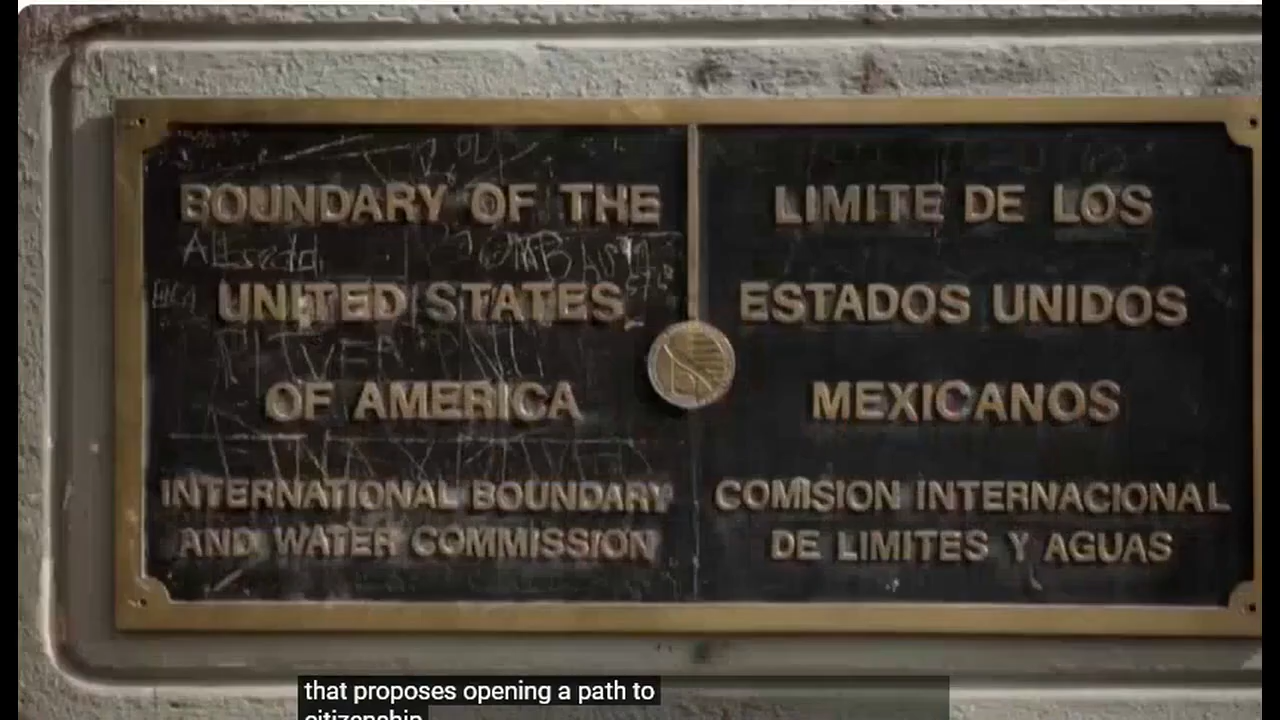 BOUNDARY OF THE
UNITED STATES
OF AMERICA
INTERNATIONAL BOUNDARY
AND WATER COMMISSION
LIMITE DE LOS
ESTADOS UNIDOS
MEXICANOS
COMISION INTERNACIONAL
DE LIMITES Y AGUAS
that proposes opening a path to
citizenship